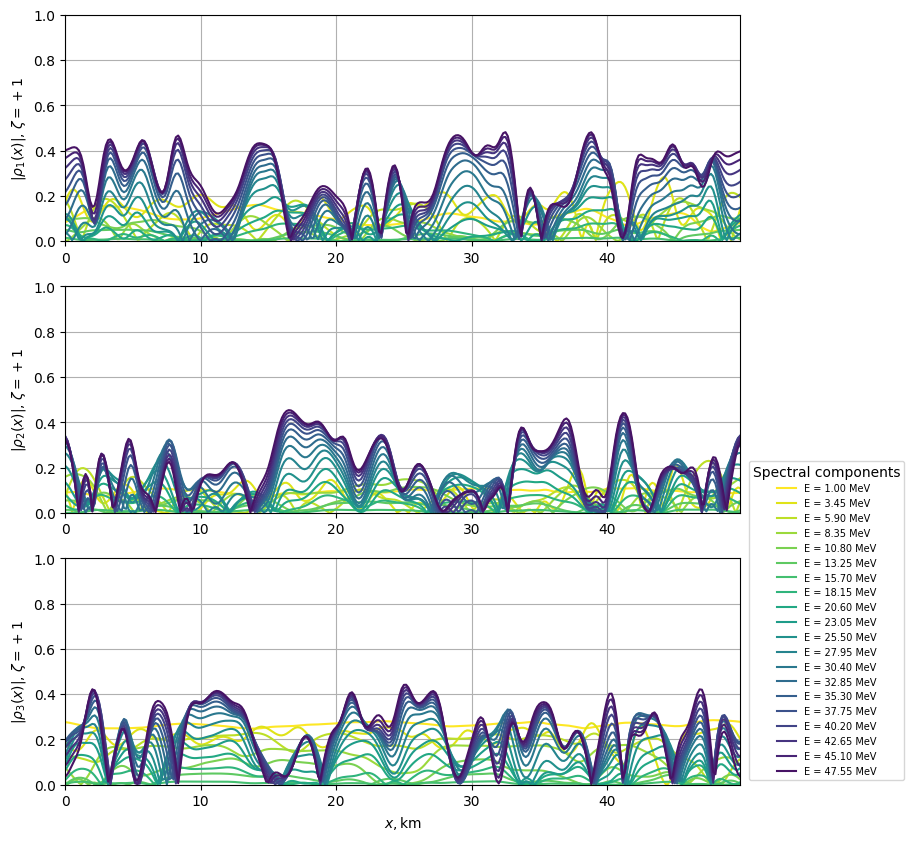 1.0
0.8
0.6
0.4
0.2
0.0
|ρ₁(x)|, ζ = +1
0 10 20 30 40
1.0
0.8
0.6
0.4
0.2
0.0
|ρ₂(x)|, ζ = +1
0 10 20 30 40
1.0
0.8
0.6
0.4
0.2
0.0
|ρ₃(x)|, ζ = +1
0 10 20 30 40
x, km
Spectral components
E = 1.00 MeV
E = 3.45 MeV
E = 5.90 MeV
E = 8.35 MeV
E = 10.80 MeV
E = 13.25 MeV
E = 15.70 MeV
E = 18.15 MeV
E = 20.60 MeV
E = 23.05 MeV
E = 25.50 MeV
E = 27.95 MeV
E = 30.40 MeV
E = 32.85 MeV
E = 35.30 MeV
E = 37.75 MeV
E = 40.20 MeV
E = 42.65 MeV
E = 45.10 MeV
E = 47.55 MeV